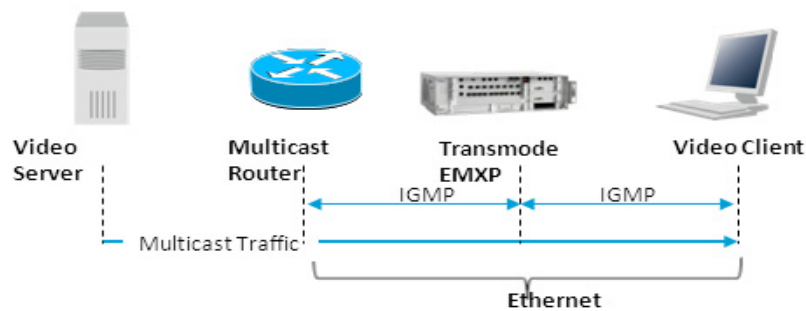 Video
Server
Multicast
Router
Transmode
EMXP
Video Client
IGMP
IGMP
Multicast Traffic
Ethernet